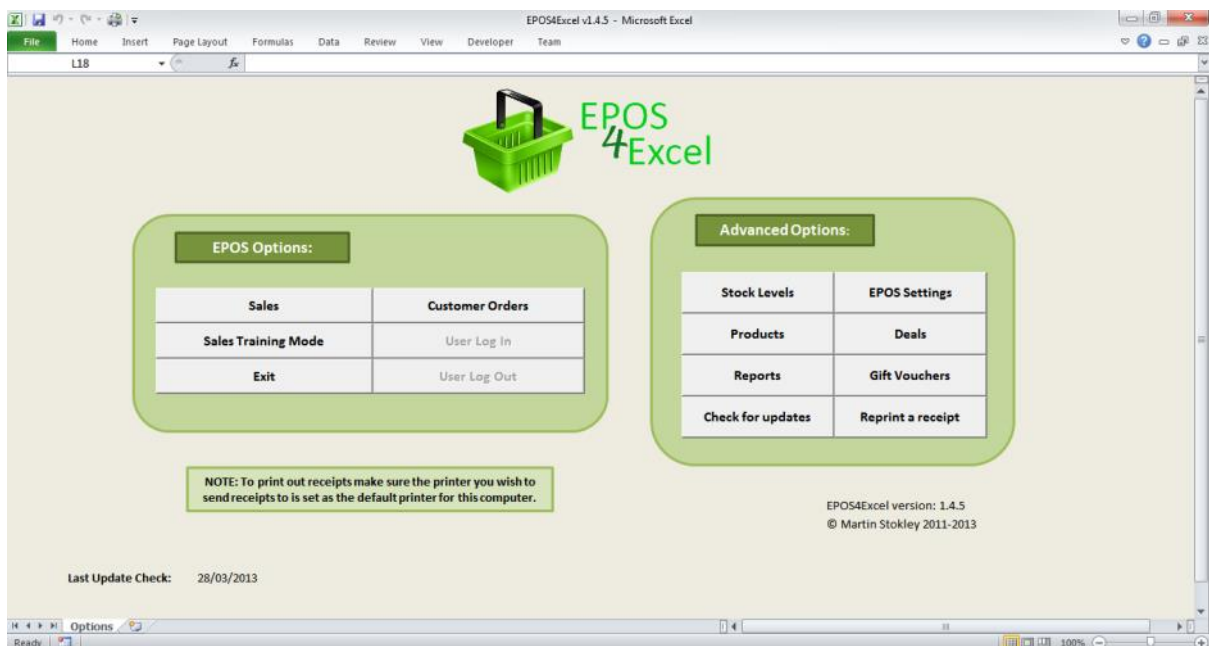 EPOS4Excel v1.4.5 - Microsoft Excel
File Home Insert Page Layout Formulas Data Review View Developer Team
L18 fx
EPOS
4Excel
EPOS Options:
Sales Customer Orders
Sales Training Mode User Log In
Exit User Log Out
Advanced Options:
Stock Levels EPOS Settings
Products Deals
Reports Gift Vouchers
Check for updates Reprint a receipt
NOTE: To print out receipts make sure the printer you wish to
send receipts to is set as the default printer for this computer.
EPOS4Excel version: 1.4.5
© Martin Stokley 2011-2013
Last Update Check: 28/03/2013
Options
Ready 100%